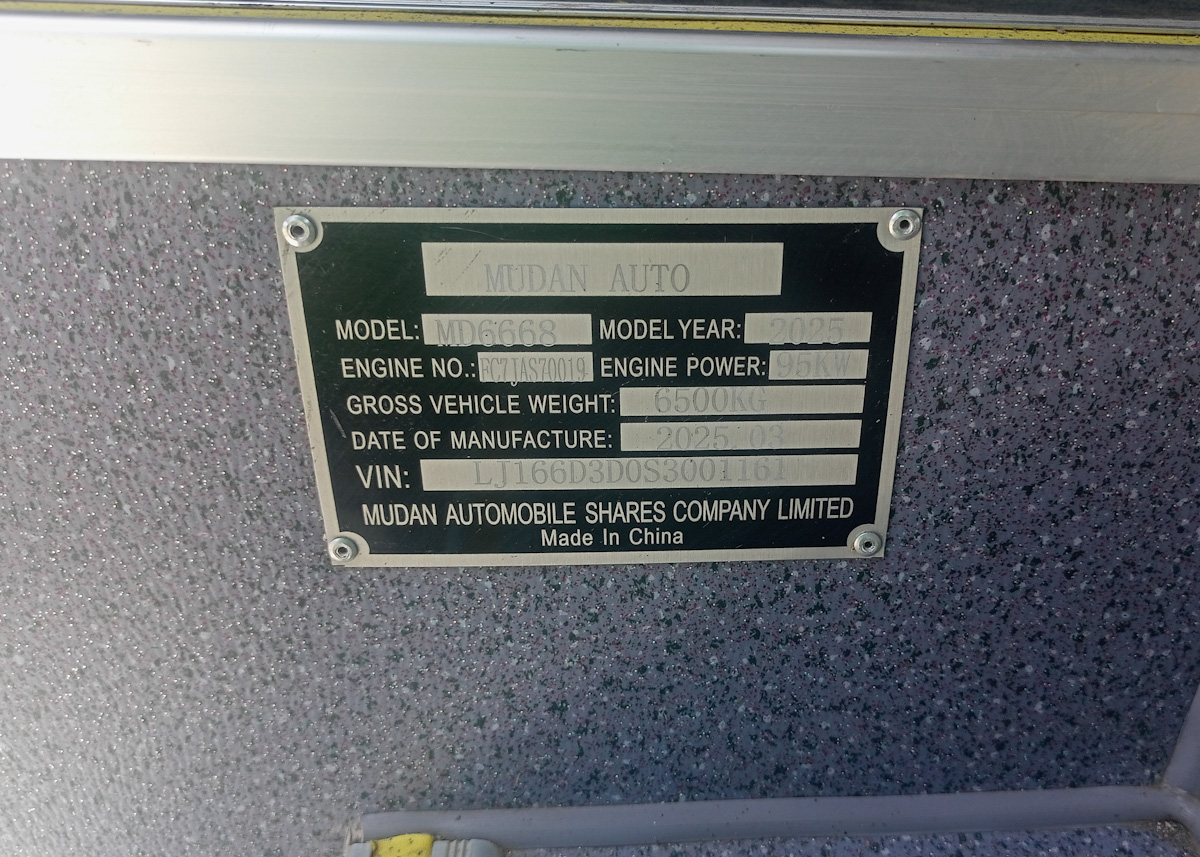 MUDAN AUTO
MODEL: MD6668 MODEL YEAR: 2025
ENGINE NO.: FC7JAS70019 ENGINE POWER: 95KW
GROSS VEHICLE WEIGHT: 6500KG
DATE OF MANUFACTURE: 2025.03
VIN: LJ166D3D0S3001161
MUDAN AUTOMOBILE SHARES COMPANY LIMITED
Made In China